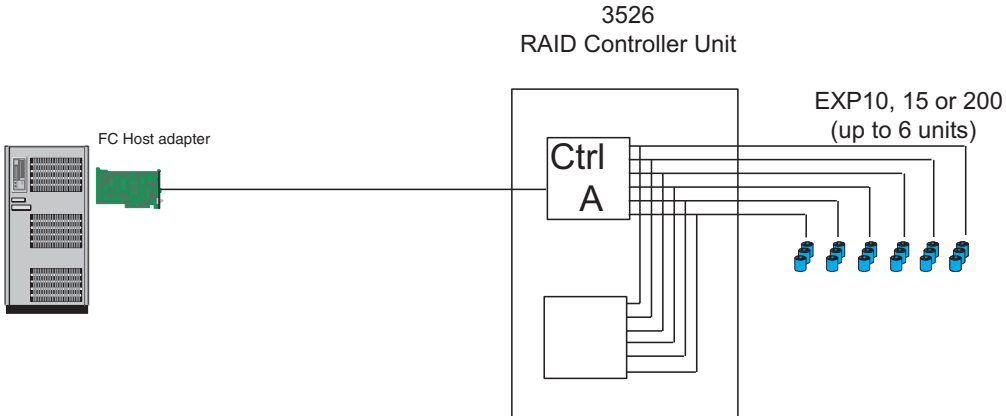 3526
RAID Controller Unit
EXP10, 15 or 200
(up to 6 units)
FC Host adapter
Ctrl
A